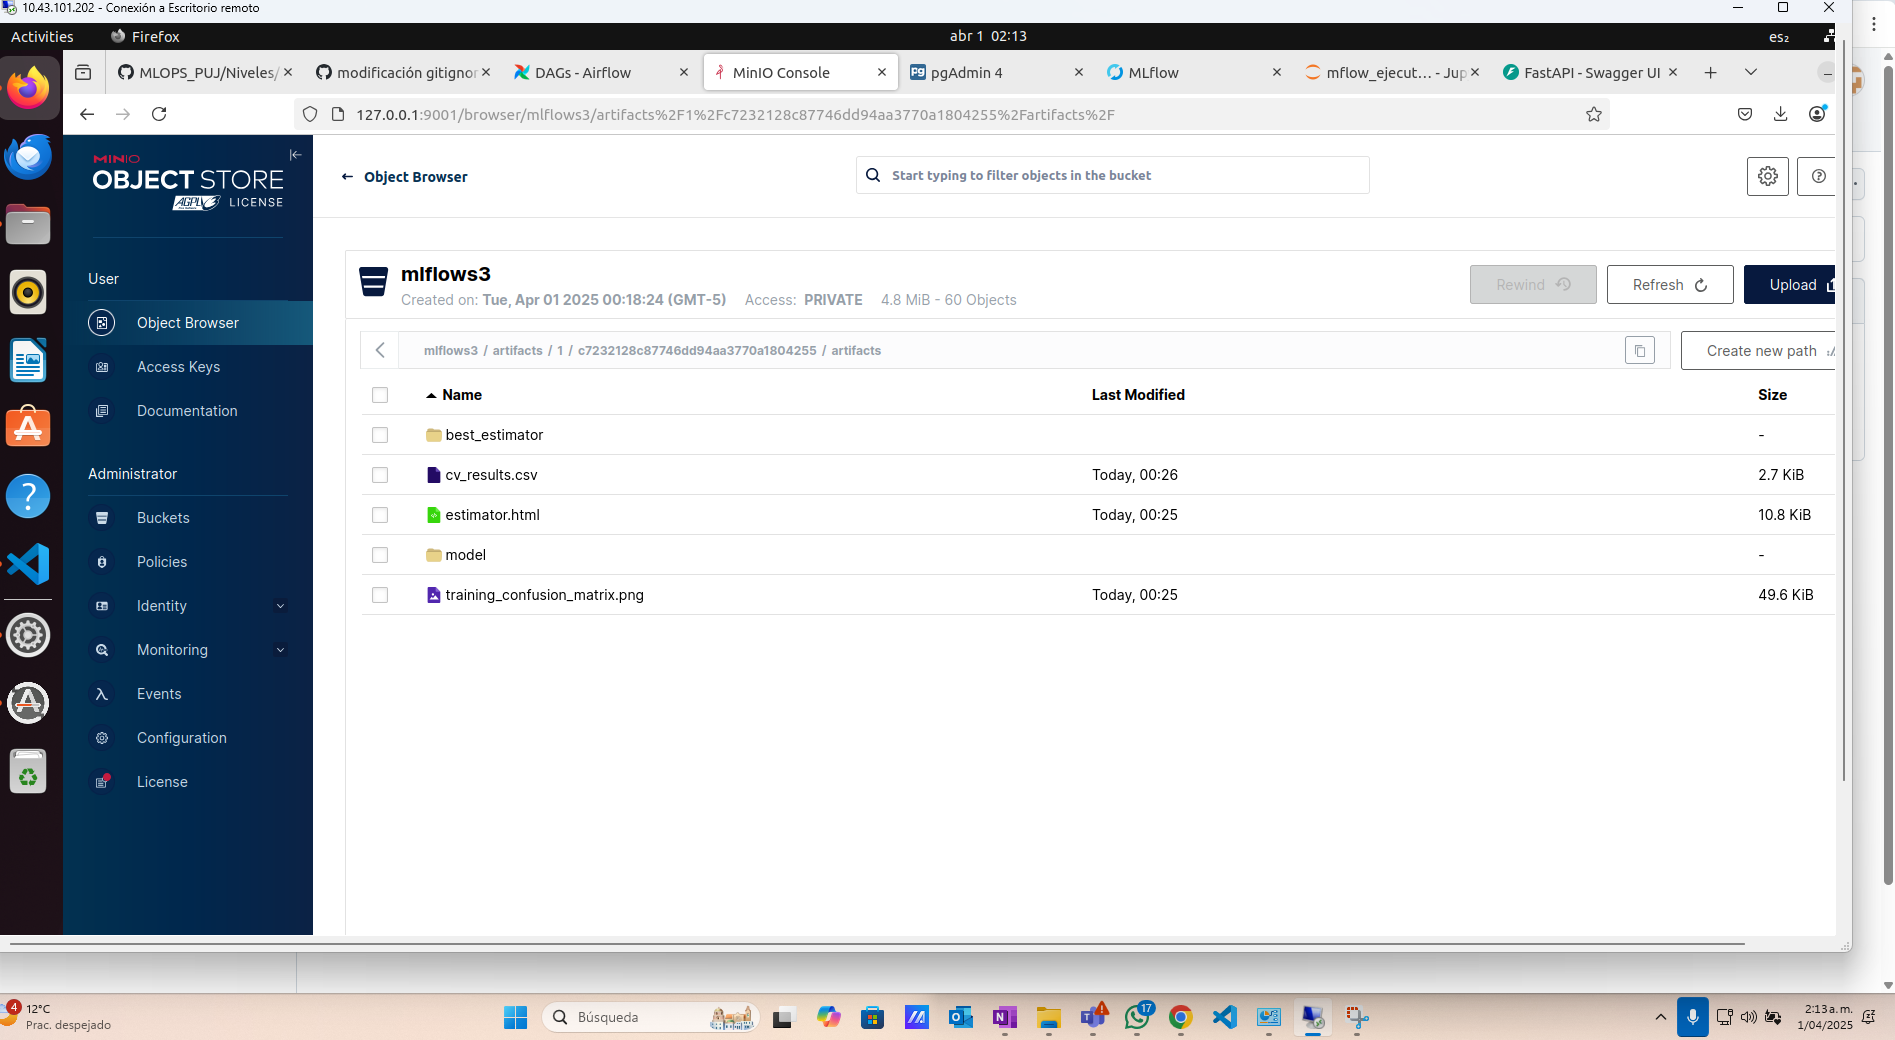 10.43.101.202 - Conexión a Escritorio remoto
Activities
Firefox
abr 1 02:13
es₂
MLOPS_PUJ/Niveles/
modificación gitignor
DAGs - Airflow
MinIO Console
pgAdmin 4
MLflow
mflow_ejecut… - Jup
FastAPI - Swagger UI
127.0.0.1:9001/browser/mlflows3/artifacts%2F1%2Fc7232128c87746dd94aa3770a1804255%2Fartifacts%2F
MINIO
OBJECT STORE
AGPLv3 LICENSE
Object Browser
Start typing to filter objects in the bucket
User
Object Browser
Access Keys
Documentation
Administrator
Buckets
Policies
Identity
Monitoring
Events
Configuration
License
mlflows3
Created on: Tue, Apr 01 2025 00:18:24 (GMT-5) Access: PRIVATE 4.8 MiB - 60 Objects
Rewind
Refresh
Upload
mlflows3 / artifacts / 1 / c7232128c87746dd94aa3770a1804255 / artifacts
Create new path
Name Last Modified Size
best_estimator -
cv_results.csv Today, 00:26 2.7 KiB
estimator.html Today, 00:25 10.8 KiB
model -
training_confusion_matrix.png Today, 00:25 49.6 KiB
4
12°C
Prac. despejado
Búsqueda
17
2:13 a. m.
1/04/2025